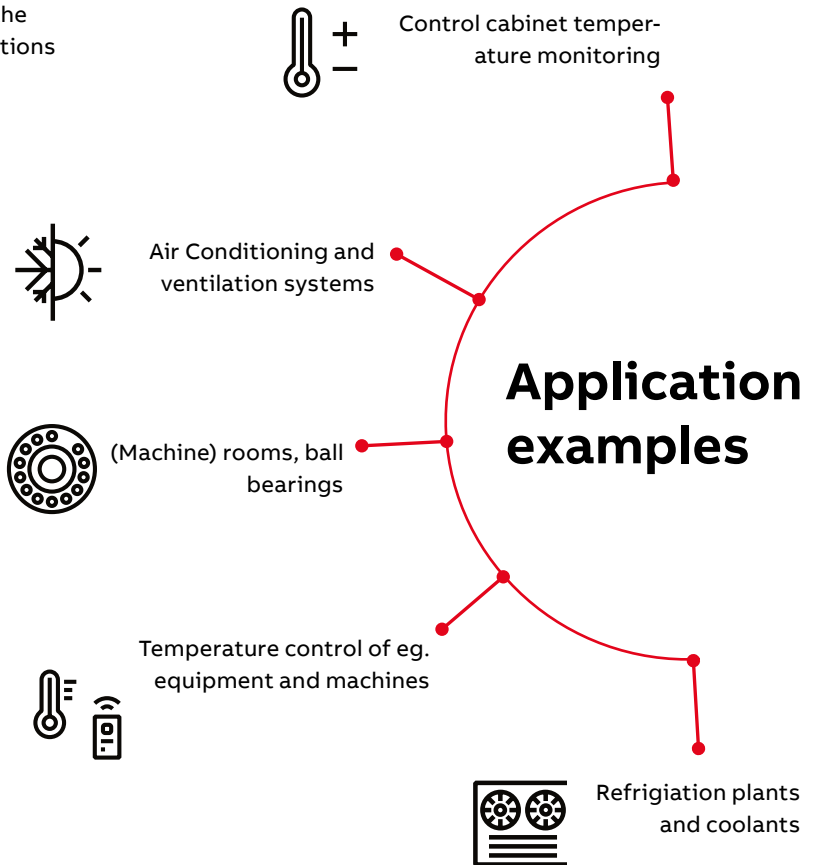 he
tions
Control cabinet temper-
ature monitoring
Air Conditioning and
ventilation systems
Application
examples
(Machine) rooms, ball
bearings
Temperature control of eg.
equipment and machines
Refrigiation plants
and coolants